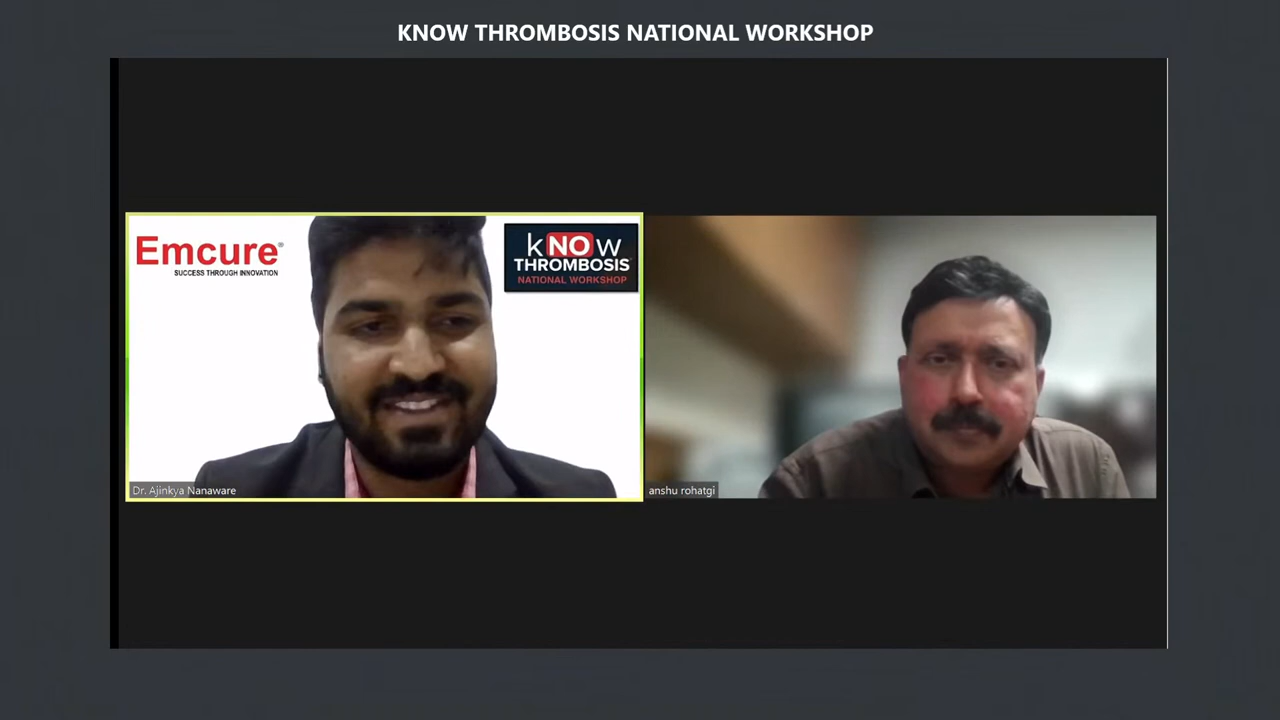 KNOW THROMBOSIS NATIONAL WORKSHOP
Emcure®
SUCCESS THROUGH INNOVATION
kNOw
THROMBOSIS
NATIONAL WORKSHOP
Dr. Ajinkya Nanaware
anshu rohatgi